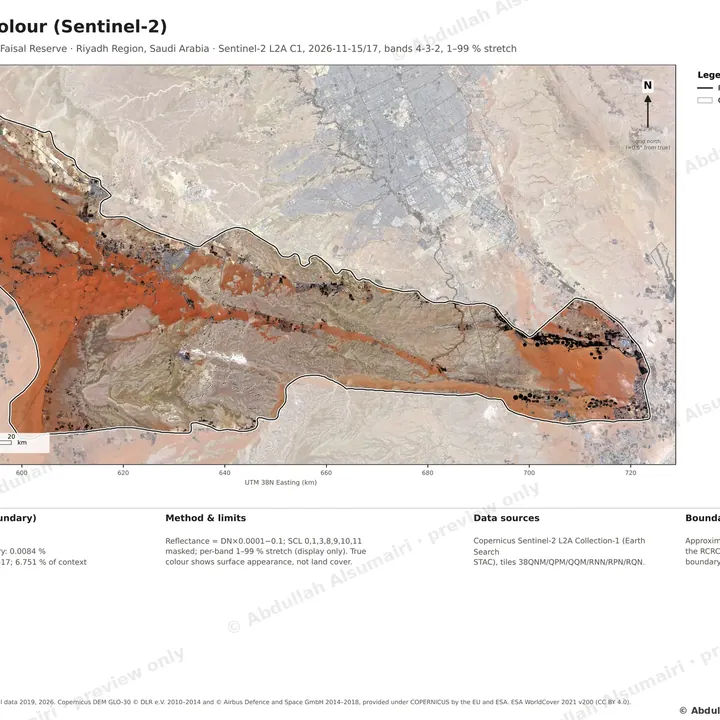 olour (Sentinel-2)
Faisal Reserve · Riyadh Region, Saudi Arabia · Sentinel-2 L2A C1, 2026-11-15/17, bands 4-3-2, 1–99 % stretch
© Abdullah Alsum
N
Lege
20
km
600
620
640
660
680
700
720
UTM 38N Easting (km)
undary)
ry: 0.0084 %
-17; 6.751 % of context
Method & limits
Reflectance = DN×0.0001−0.1; SCL 0,1,3,8,9,10,11
masked; per-band 1–99 % stretch (display only). True
colour shows surface appearance, not land cover.
Data sources
Copernicus Sentinel-2 L2A Collection-1 (Earth
Search
STAC), tiles 38QNM/QPM/QQM/RNN/RPN/RQN.
Bounda
Approxim
the RCRC
boundary
© Abdullah Alsumairi · preview only
l data 2019, 2026. Copernicus DEM GLO-30 © DLR e.V. 2010–2014 and © Airbus Defence and Space GmbH 2014–2018, provided under COPERNICUS by the EU and ESA. ESA WorldCover 2021 v200 (CC BY 4.0).
© Abdul